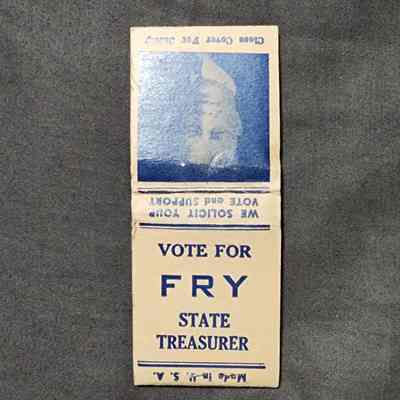 Close Cover For Safety
WE SOLICIT YOUR
VOTE and SUPPORT
VOTE FOR
FRY
STATE
TREASURER
Made in U. S. A.